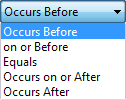 Occurs Before
Occurs Before
on or Before
Equals
Occurs on or After
Occurs After